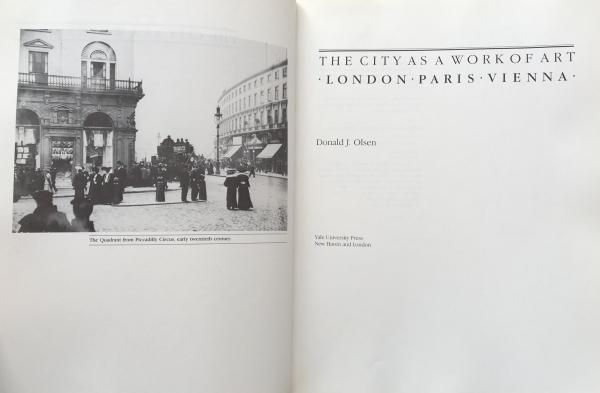 The Quadrant from Piccadilly Circus, early twentieth century.
THE CITY AS A WORK OF ART
· LONDON · PARIS · VIENNA ·
Donald J. Olsen
Yale University Press
New Haven and London